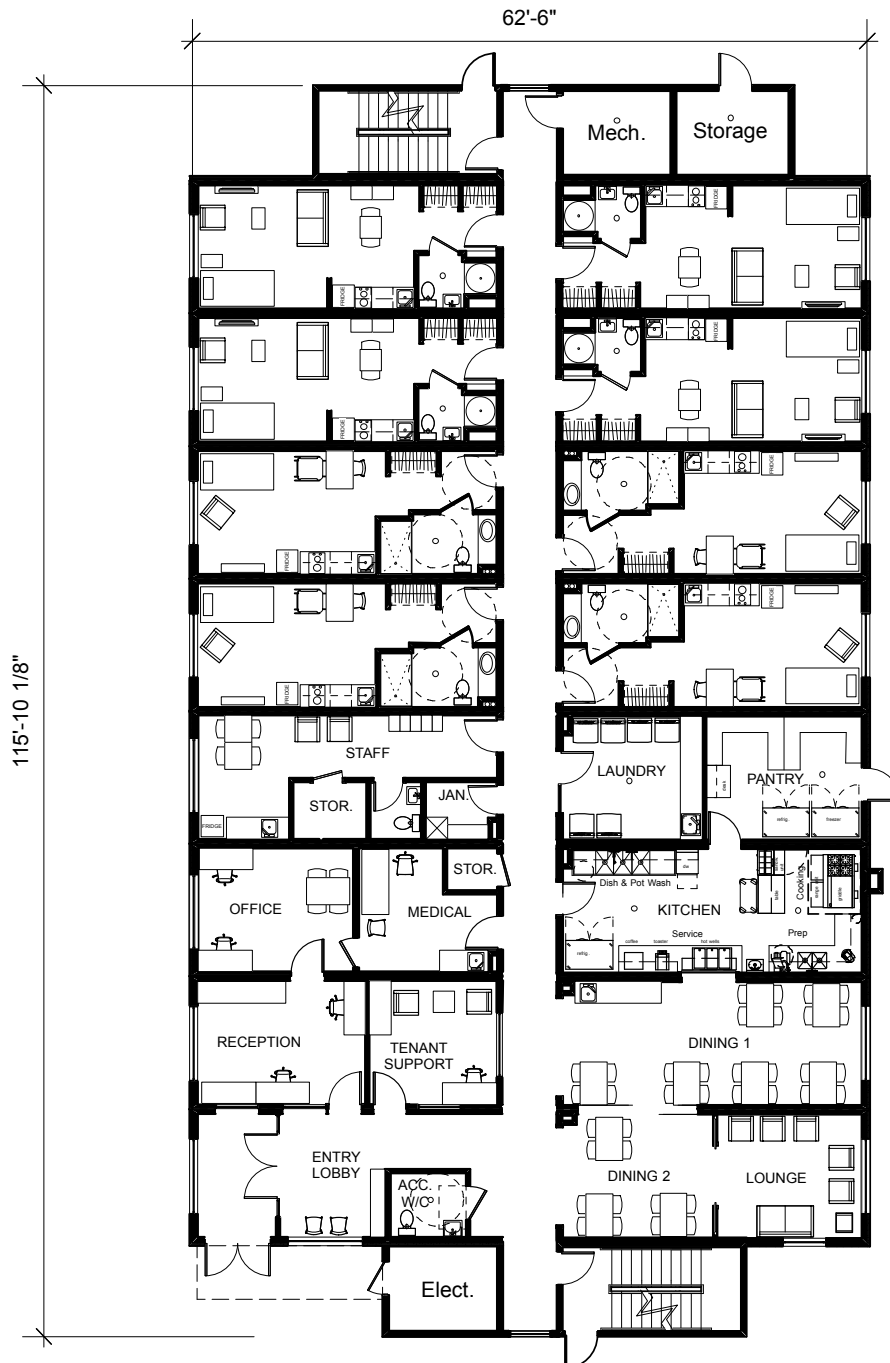 62'-6"
115'-10 1/8"
Mech.
Storage
FRIDGE
FRIDGE
FRIDGE
FRIDGE
FRIDGE
FRIDGE
FRIDGE
FRIDGE
STAFF
LAUNDRY
PANTRY
STOR.
JAN.
FRIDGE
refrig.
freezer
STOR.
OFFICE
MEDICAL
Dish & Pot Wash
Cooking
KITCHEN
table
griddle
Service
Prep
coffee
toaster
hot wells
refrig.
RECEPTION
TENANT
SUPPORT
DINING 1
ENTRY
LOBBY
ACC.
W/C
DINING 2
LOUNGE
Elect.